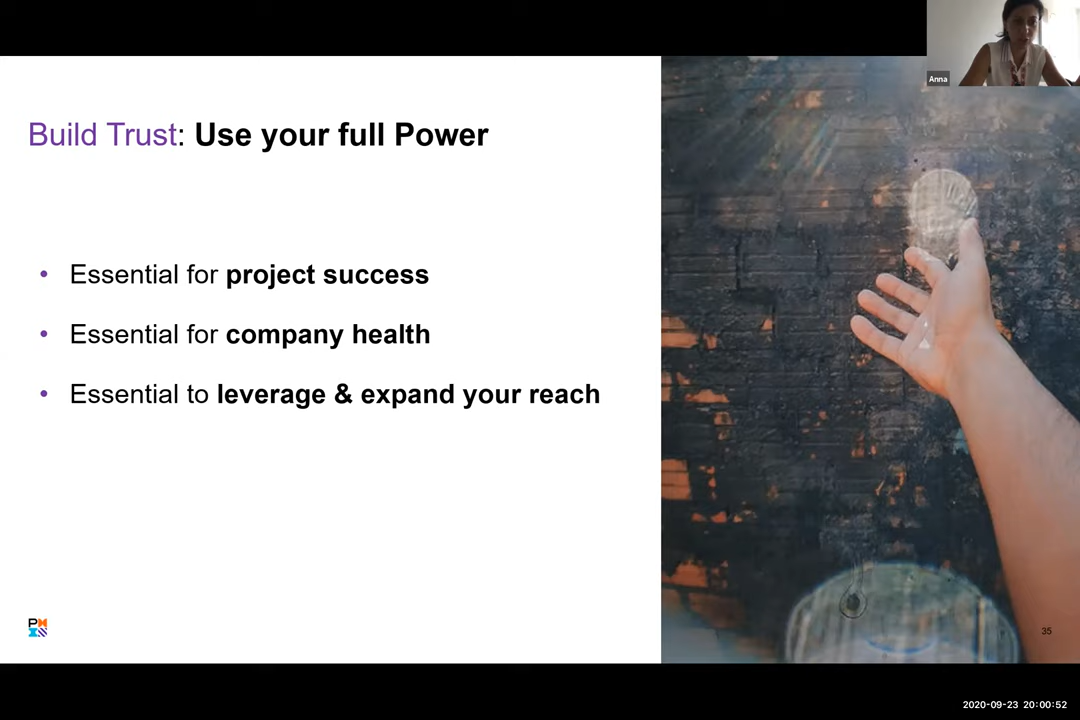 Anna
Build Trust: Use your full Power
• Essential for project success
• Essential for company health
• Essential to leverage & expand your reach
35
2020-09-23 20:00:52